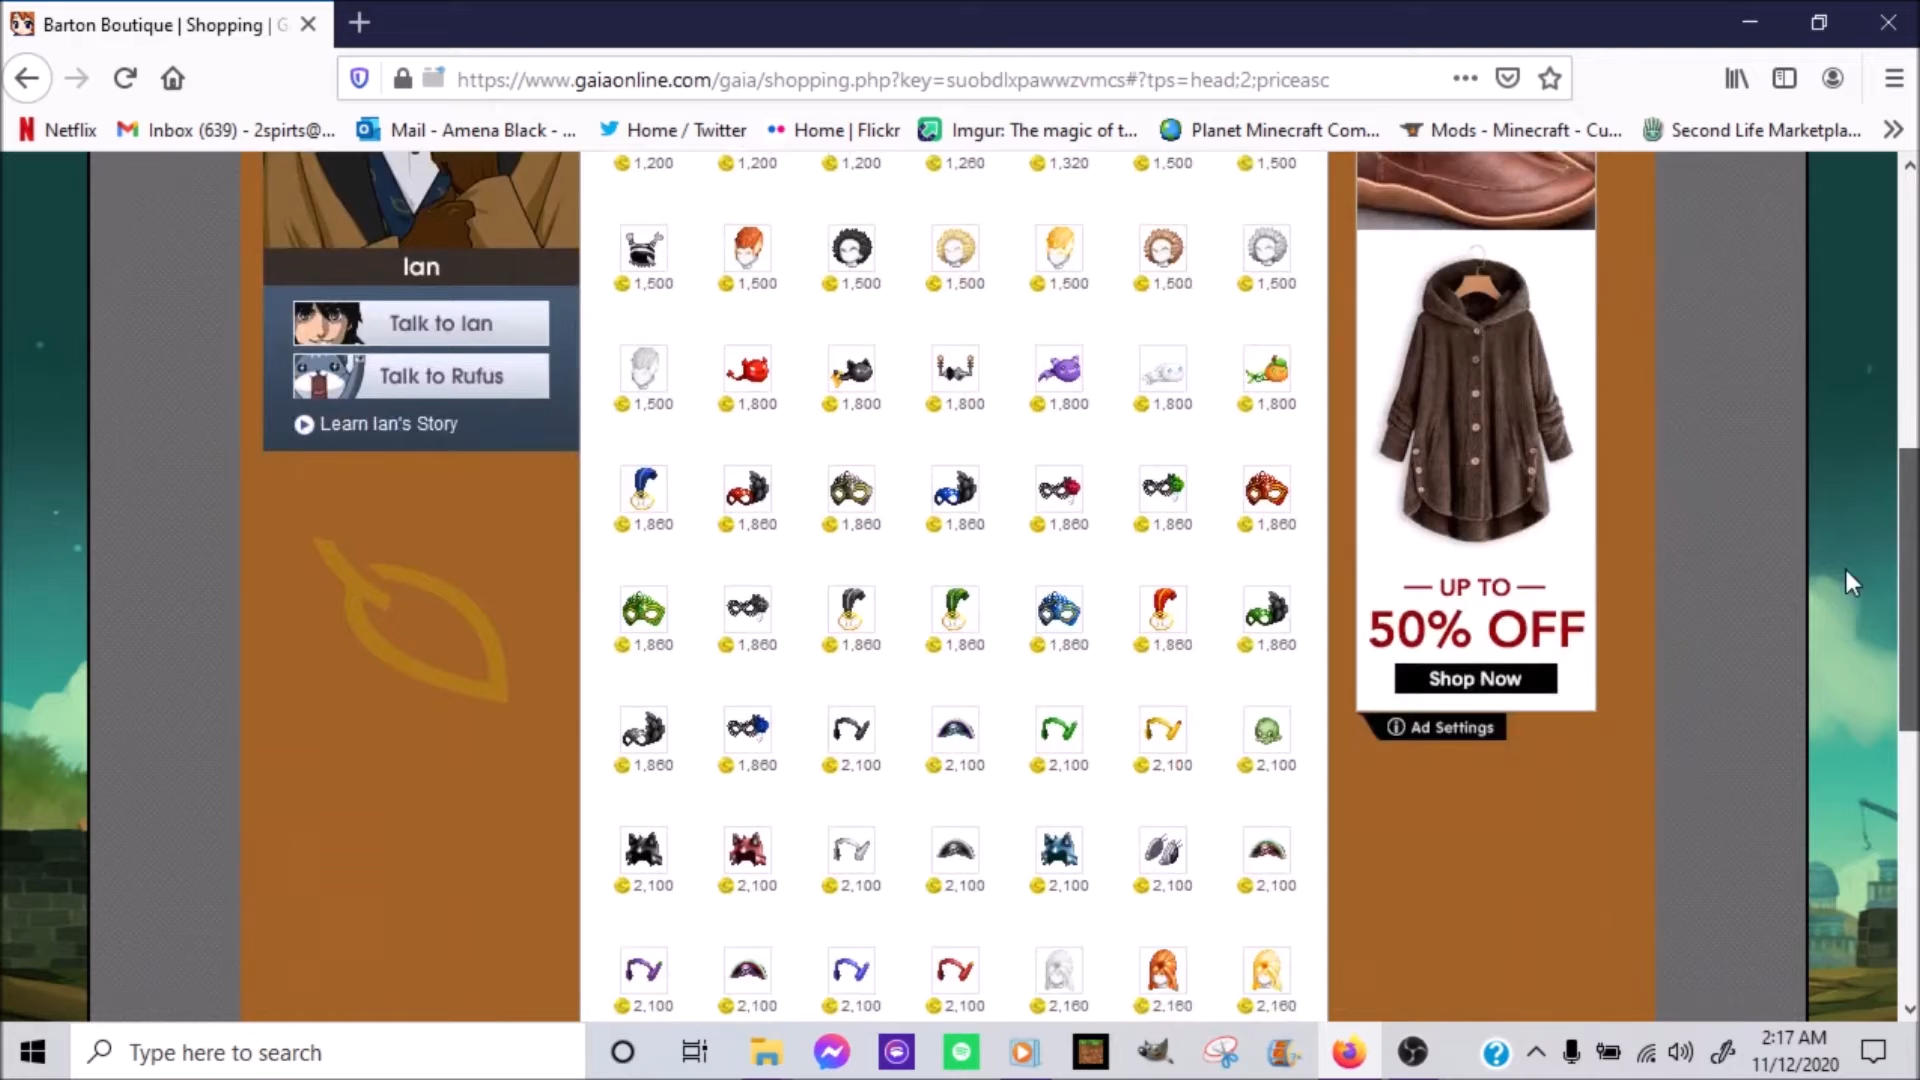 Barton Boutique | Shopping | G
https://www.gaiaonline.com/gaia/shopping.php?key=suobdlxpawwzvmcs#?tps=head;2;priceasc
Netflix
Inbox (639) - 2spirts@...
Mail - Amena Black - ...
Home / Twitter
Home | Flickr
Imgur: The magic of t...
Planet Minecraft Com...
Mods - Minecraft - Cu...
Second Life Marketpla...
1,200 1,200 1,200 1,260 1,320 1,500 1,500
Ian
1,500 1,500 1,500 1,500 1,500 1,500 1,500
Talk to Ian
Talk to Rufus
Learn Ian's Story
1,500 1,800 1,800 1,800 1,800 1,800 1,800
1,860 1,860 1,860 1,860 1,860 1,860 1,860
UP TO
50% OFF
Shop Now
Ad Settings
1,860 1,860 1,860 1,860 1,860 1,860 1,860
1,860 1,860 2,100 2,100 2,100 2,100 2,100
2,100 2,100 2,100 2,100 2,100 2,100 2,100
2,100 2,100 2,100 2,100 2,160 2,160 2,160
Type here to search
2:17 AM
11/12/2020